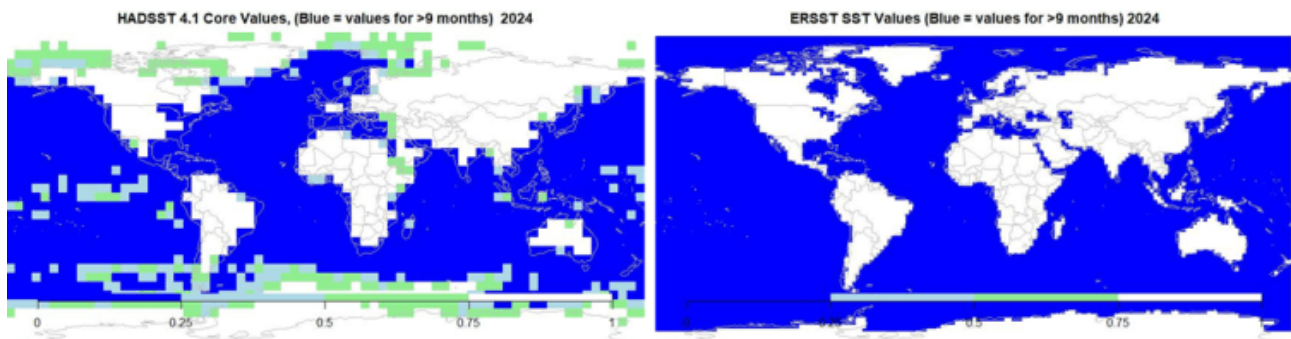 HADSST 4.1 Core Values, (Blue = values for >9 months) 2024
ERSST SST Values (Blue = values for >9 months) 2024
0 0.25 0.5 0.75 1
0.5 0.75